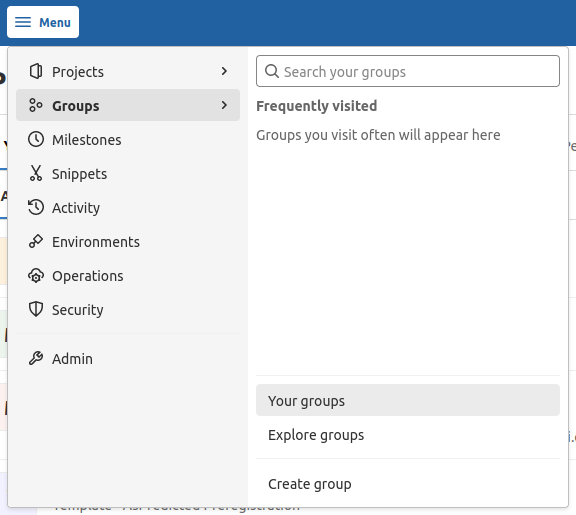 Menu
Projects
Groups
Milestones
Snippets
Activity
Environments
Operations
Security
Admin
Search your groups
Frequently visited
Groups you visit often will appear here
Your groups
Explore groups
Create group